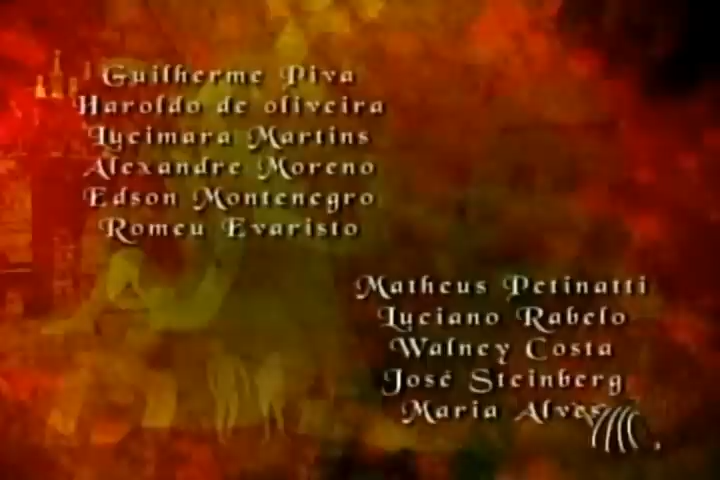 Guilherme Piva
Haroldo de oliveira
Lucimara Martins
Alexandre Moreno
Edson Montenegro
Romeu Evaristo
Matheus Petinatti
Luciano Rabelo
Walney Costa
José Steinberg
Maria Alves